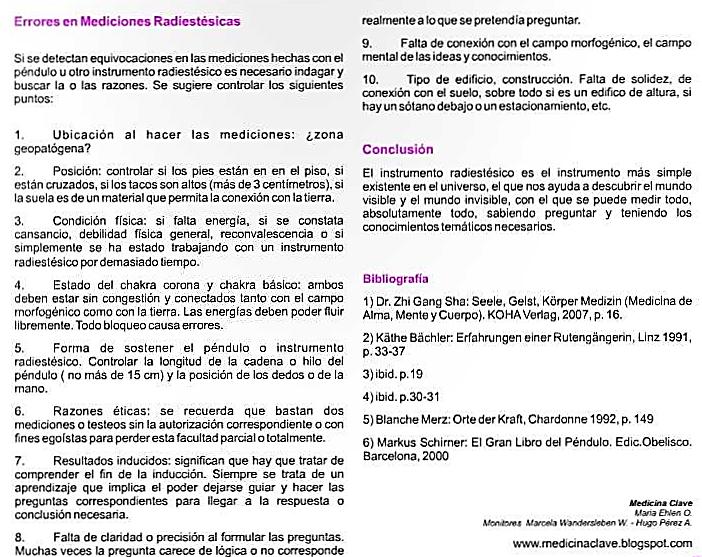 Errores en Mediciones Radiestésicas
Si se detectan equivocaciones en las mediciones hechas con el
péndulo u otro instrumento radiestésico es necesario indagar y
buscar la o las razones. Se sugiere controlar los siguientes
puntos:
1. Ubicación al hacer las mediciones: ¿zona
geopatógena?
2. Posición: controlar si los pies están en en el piso, si
están cruzados, si los tacos son altos (más de 3 centímetros), si
la suela es de un material que permita la conexión con la tierra.
3. Condición física: si falta energía, si se constata
cansancio, debilidad física general, reconvalescencia o si
simplemente se ha estado trabajando con un instrumento
radiestésico por demasiado tiempo.
4. Estado del chakra corona y chakra básico: ambos
deben estar sin congestión y conectados tanto con el campo
morfogénico como con la tierra. Las energías deben poder fluir
libremente. Todo bloqueo causa errores.
5. Forma de sostener el péndulo o instrumento
radiestésico. Controlar la longitud de la cadena o hilo del
péndulo ( no más de 15 cm) y la posición de los dedos o de la
mano.
6. Razones éticas: se recuerda que bastan dos
mediciones o testeos sin la autorización correspondiente o con
fines egoístas para perder esta facultad parcial o totalmente.
7. Resultados inducidos: significan que hay que tratar de
comprender el fin de la inducción. Siempre se trata de un
aprendizaje que implica el poder dejarse guiar y hacer las
preguntas correspondientes para llegar a la respuesta o
conclusión necesaria.
8. Falta de claridad o precisión al formular las preguntas.
Muchas veces la pregunta carece de lógica o no corresponde
realmente a lo que se pretendía preguntar.
9. Falta de conexión con el campo morfogénico, el campo
mental de las ideas y conocimientos.
10. Tipo de edificio, construcción. Falta de solidez, de
conexión con el suelo, sobre todo si es un edifico de altura, si
hay un sótano debajo o un estacionamiento, etc.
Conclusión
El instrumento radiestésico es el instrumento más simple
existente en el universo, el que nos ayuda a descubrir el mundo
visible y el mundo invisible, con el que se puede medir todo,
absolutamente todo, sabiendo preguntar y teniendo los
conocimientos temáticos necesarios.
Bibliografía
1) Dr. Zhi Gang Sha: Seele, Geist, Körper Medizin (Medicina de
Alma, Mente y Cuerpo). KOHA Verlag, 2007, p. 16.
2) Käthe Bächler: Erfahrungen einer Rutengängerin, Linz 1991,
p. 33-37
3) ibid. p.19
4) ibid. p.30-31
5) Blanche Merz: Orte der Kraft, Chardonne 1992, p. 149
6) Markus Schirner: El Gran Libro del Péndulo. Edic.Obelisco.
Barcelona, 2000
Medicina Clave
María Ehlen O.
Monitores Marcela Wandersleben W. - Hugo Pérez A.
www.medicinaclave.blogspot.com